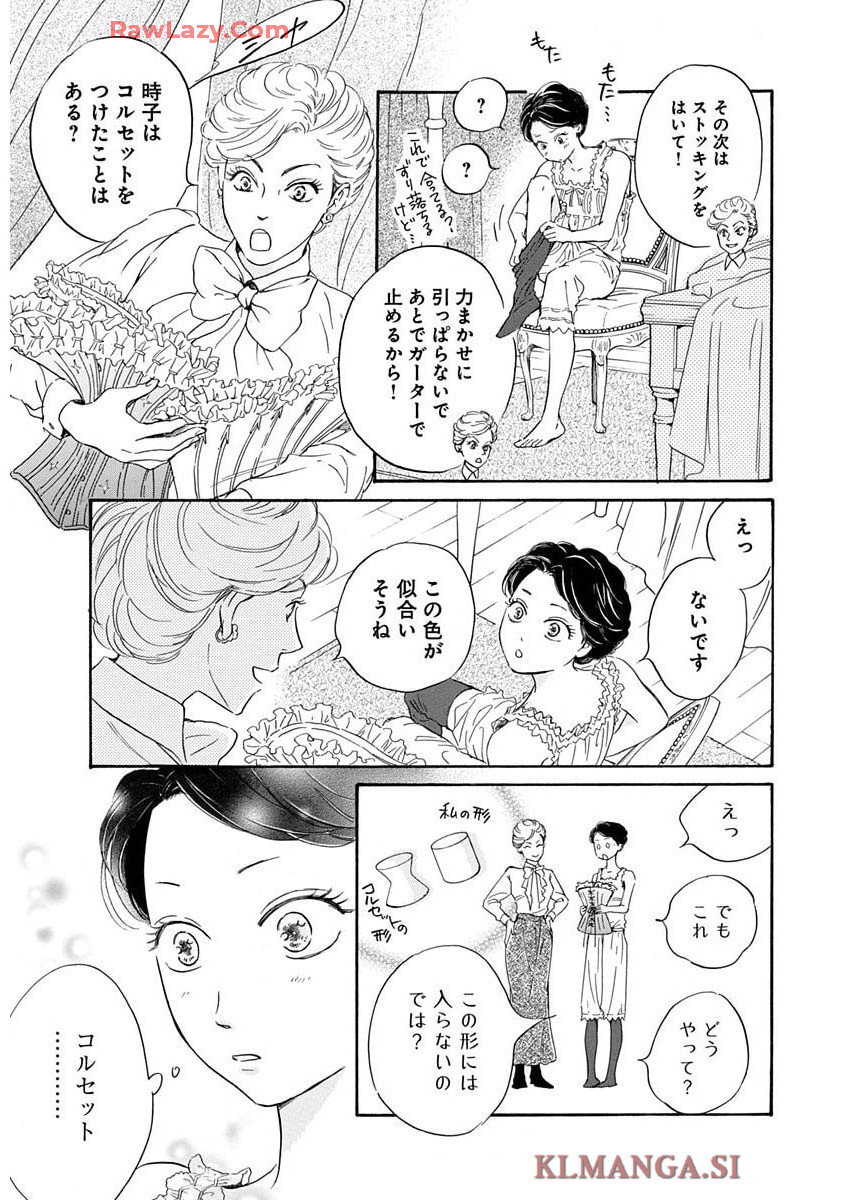 RawLazy.Com
もた
もた…
その次は
ストッキングを
はいて！
？
？
これで合ってる？
ずり落ちる
けど…
力まかせに
引っぱらないで
あとでガーターで
止めるから！
時子は
コルセットを
つけたことは
ある？
えっ
ないです
この色が
似合い
そうね
えっ
でも
これ
どう
やって？
私の形
コルセットの
形
この形には
入らないの
では？
コルセット
………
KLMANGA.SI